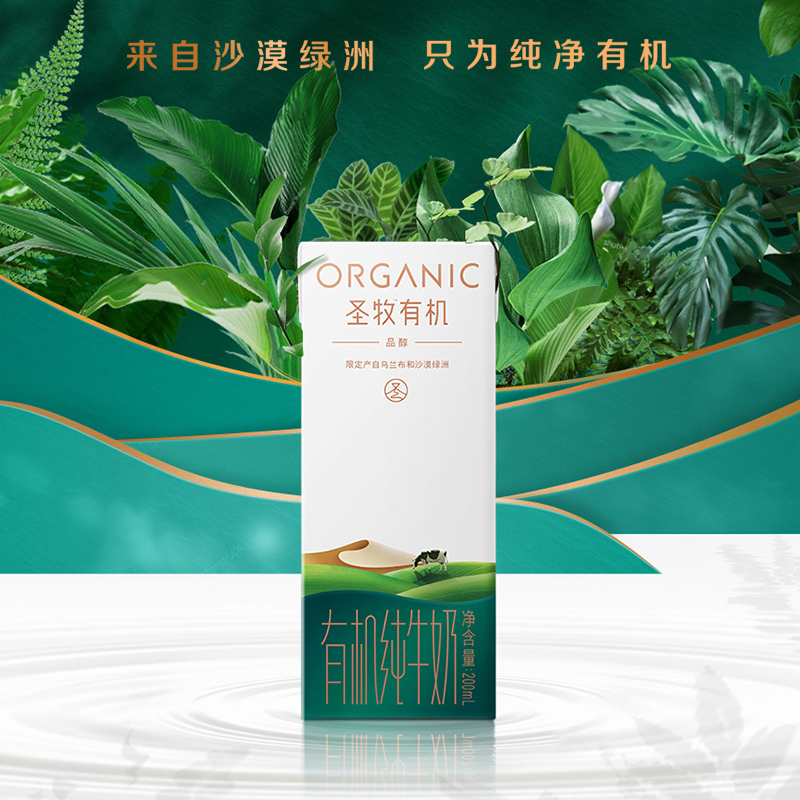 来自沙漠绿洲 只为纯净有机
ORGANIC
圣牧有机
品醇
限定产自乌兰布和沙漠绿洲
圣
有机纯牛奶
净含量:200mL